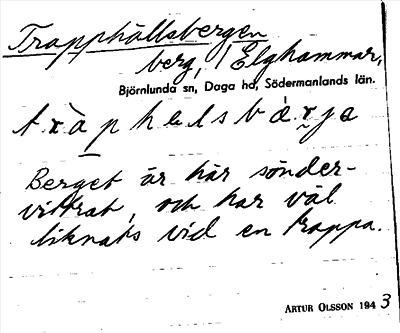 Trapphällsbergen
berg, Elghammar,
Björnlunda sn, Daga hd, Södermanlands län.
t r à p h e l s b æ r j a
Berget är här sönder-
vittrat, och har väl
liknats vid en trappa.
ARTUR OLSSON 1943